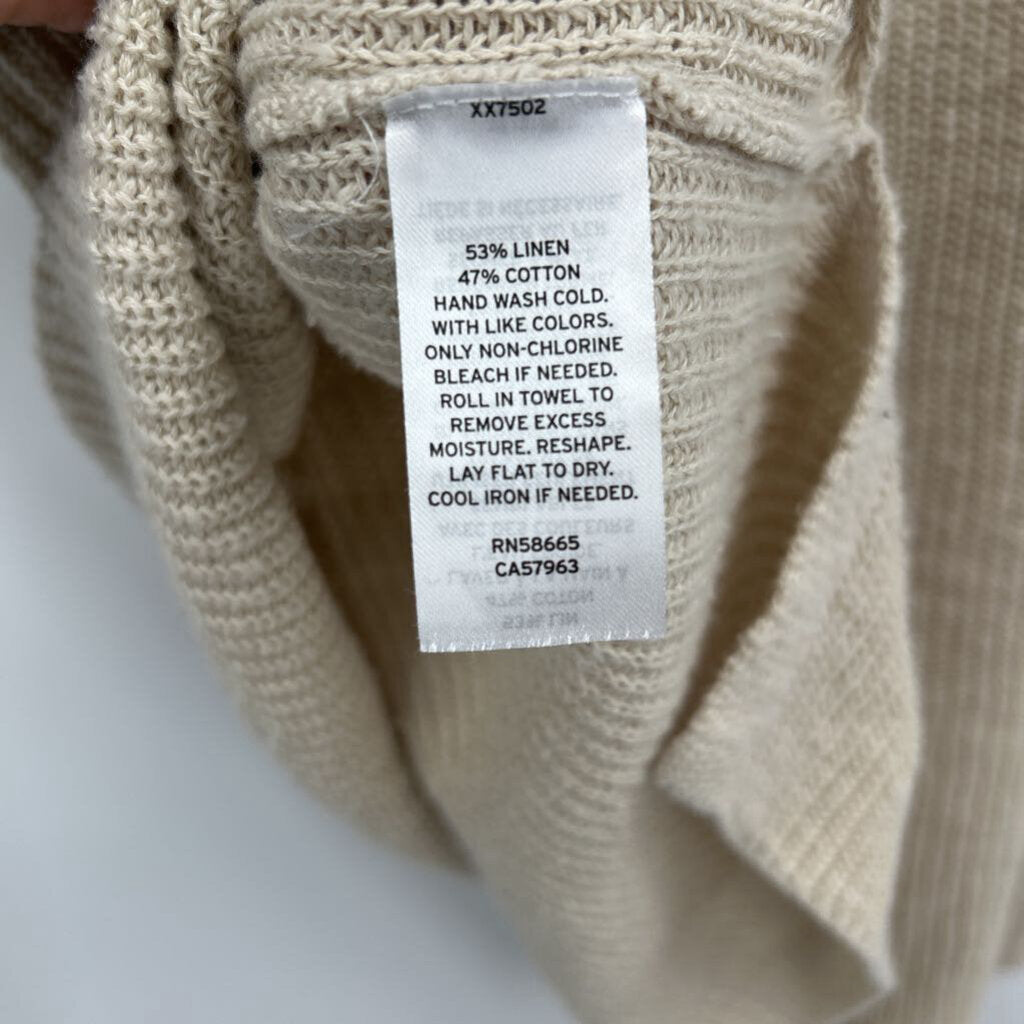 XX7502
53% LINEN
47% COTTON
HAND WASH COLD.
WITH LIKE COLORS.
ONLY NON-CHLORINE
BLEACH IF NEEDED.
ROLL IN TOWEL TO
REMOVE EXCESS
MOISTURE. RESHAPE.
LAY FLAT TO DRY.
COOL IRON IF NEEDED.
RN58665
CA57963